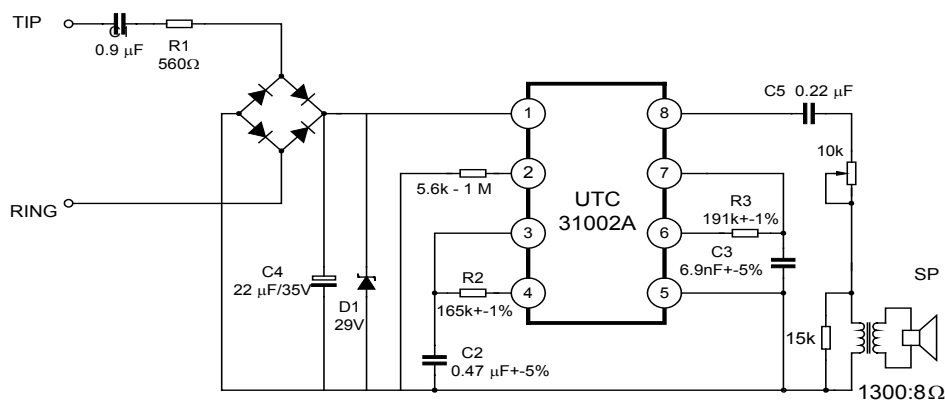 TIP
C1
0.9 μF
R1
560Ω
RING
C4
22 μF/35V
D1
29V
1
2
3
4
5.6k - 1 M
R2
165k+-1%
C2
0.47 μF+-5%
UTC
31002A
8
7
6
5
R3
191k+-1%
C3
6.9nF+-5%
C5 0.22 μF
10k
15k
SP
1300:8Ω